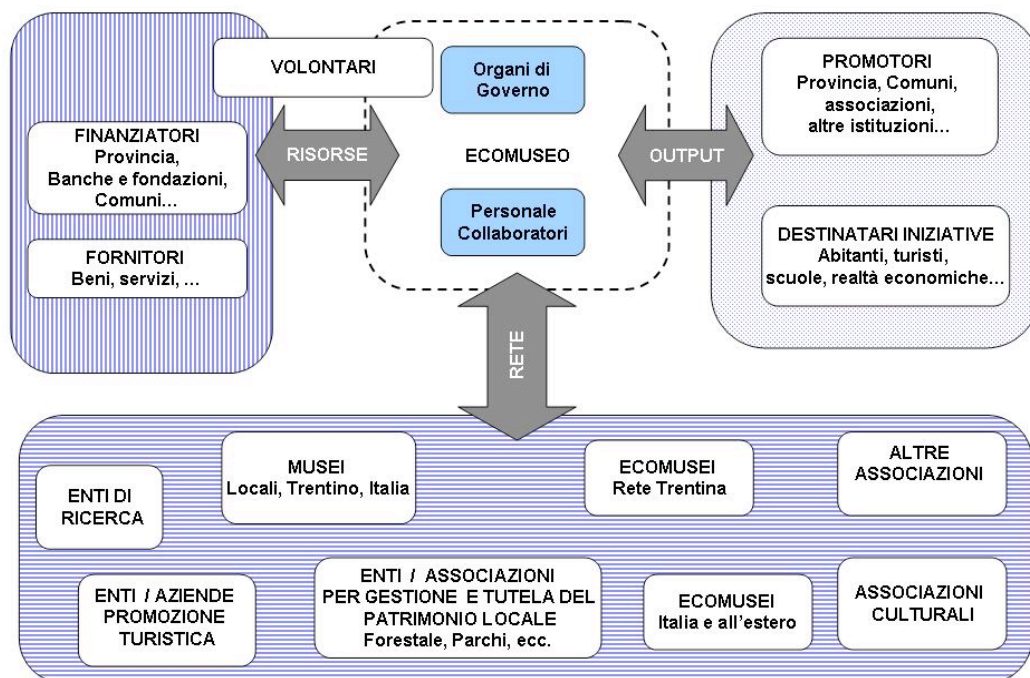 VOLONTARI
FINANZIATORI
Provincia,
Banche e fondazioni,
Comuni…
FORNITORI
Beni, servizi, …
RISORSE
Organi di
Governo
ECOMUSEO
Personale
Collaboratori
OUTPUT
PROMOTORI
Provincia, Comuni,
associazioni,
altre istituzioni…
DESTINATARI INIZIATIVE
Abitanti, turisti,
scuole, realtà economiche…
RETE
ENTI DI
RICERCA
MUSEI
Locali, Trentino, Italia
ECOMUSEI
Rete Trentina
ALTRE
ASSOCIAZIONI
ENTI / AZIENDE
PROMOZIONE
TURISTICA
ENTI / ASSOCIAZIONI
PER GESTIONE E TUTELA DEL
PATRIMONIO LOCALE
Forestale, Parchi, ecc.
ECOMUSEI
Italia e all'estero
ASSOCIAZIONI
CULTURALI